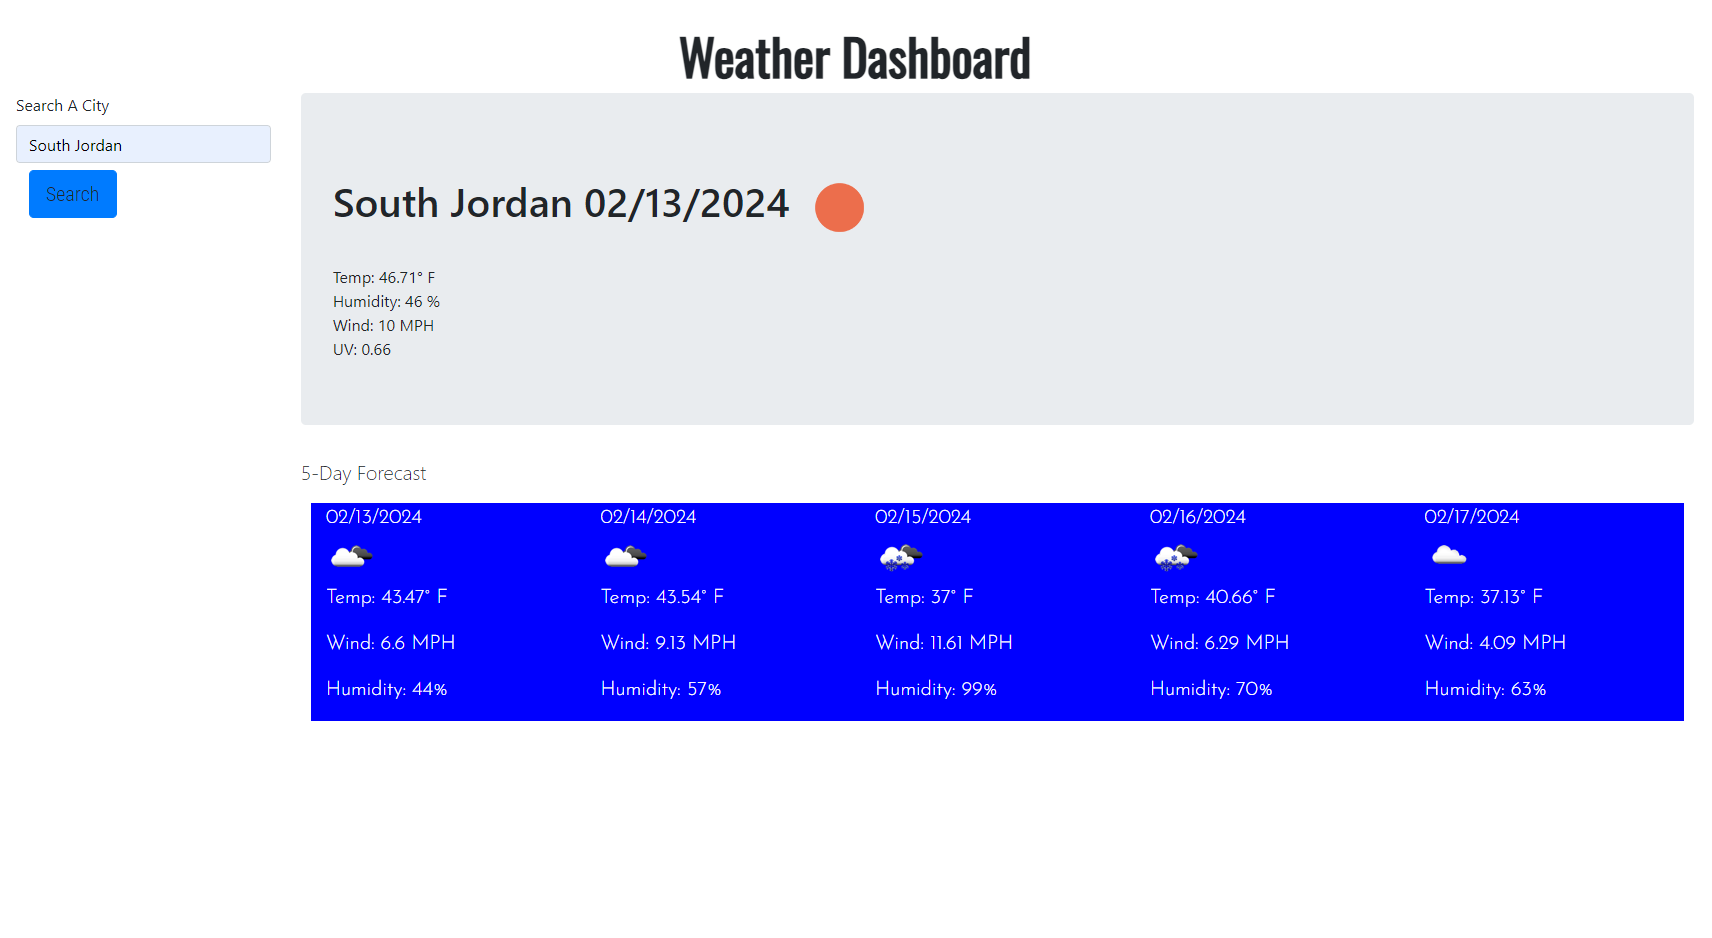 Weather Dashboard
Search A City
South Jordan
Search
South Jordan 02/13/2024
Temp: 46.71° F
Humidity: 46 %
Wind: 10 MPH
UV: 0.66
5-Day Forecast
02/13/2024
Temp: 43.47° F
Wind: 6.6 MPH
Humidity: 44%
02/14/2024
Temp: 43.54° F
Wind: 9.13 MPH
Humidity: 57%
02/15/2024
Temp: 37° F
Wind: 11.61 MPH
Humidity: 99%
02/16/2024
Temp: 40.66° F
Wind: 6.29 MPH
Humidity: 70%
02/17/2024
Temp: 37.13° F
Wind: 4.09 MPH
Humidity: 63%